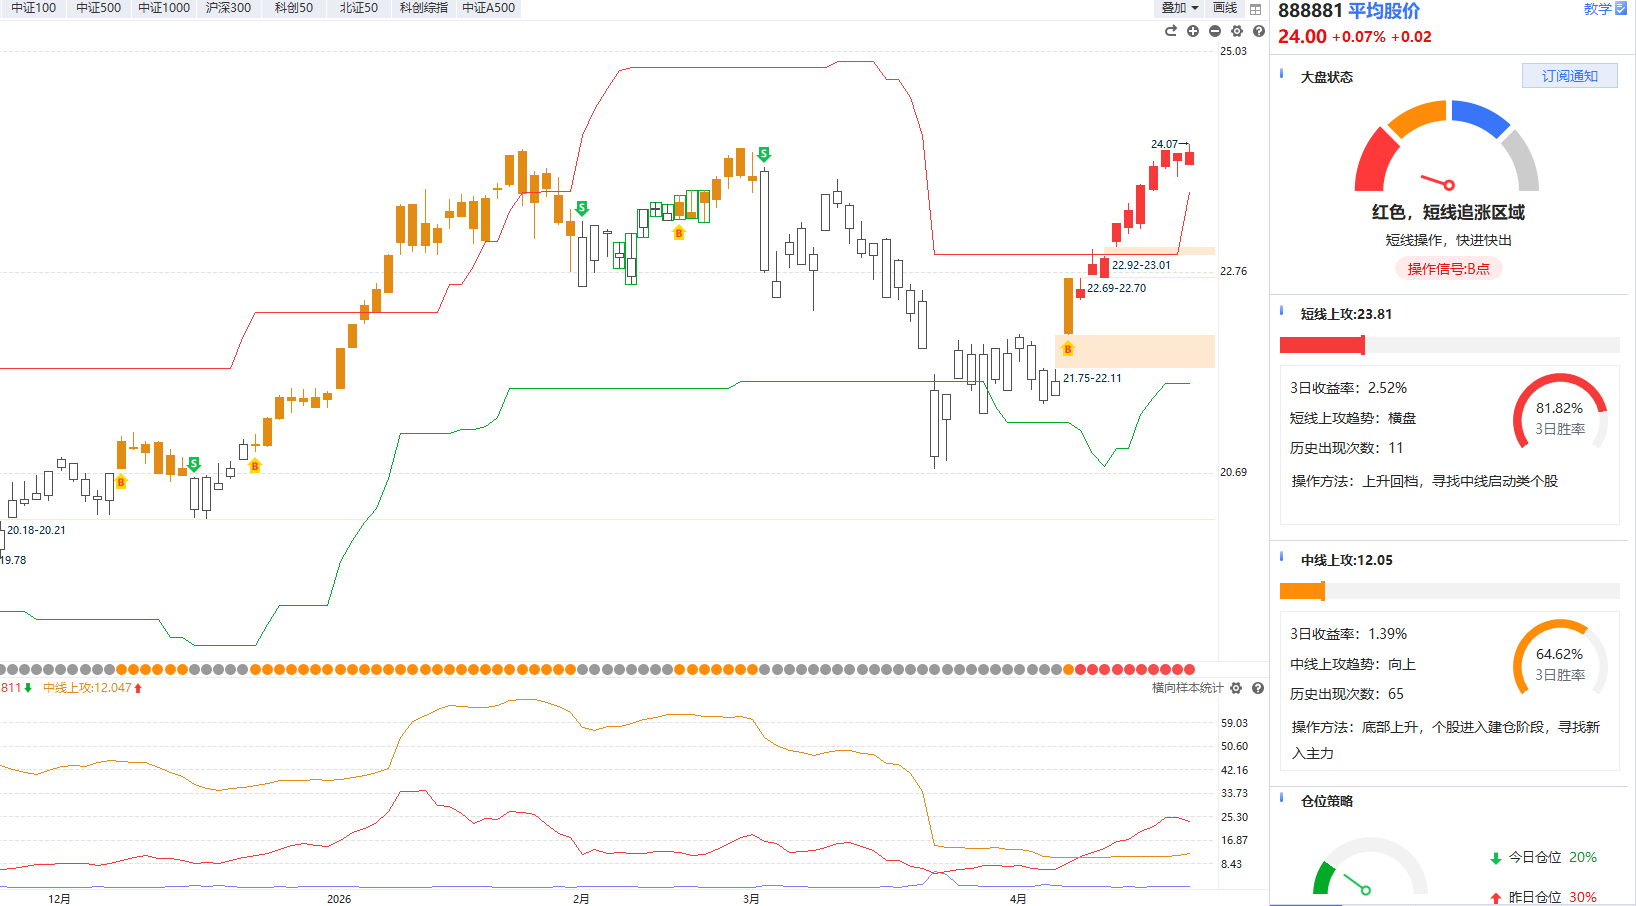 中证100 中证500 中证1000 沪深300 科创50 北证50 科创综指 中证A500 叠加 画线
25.03
24.07
22.92-23.01
22.76
22.69-22.70
21.75-22.11
20.69
20.18-20.21
19.78
S
S
S
B
B
B
B
811 中线上攻:12.047 横向样本统计
59.03
50.60
42.16
33.73
25.30
16.87
8.43
12月 2026 2月 3月 4月
888881 平均股价 教学
24.00 +0.07% +0.02
大盘状态 订阅通知
红色，短线追涨区域
短线操作，快进快出
操作信号:B点
短线上攻:23.81
3日收益率：2.52%
短线上攻趋势：横盘
历史出现次数：11
81.82%
3日胜率
操作方法：上升回档，寻找中线启动类个股
中线上攻:12.05
3日收益率：1.39%
中线上攻趋势：向上
历史出现次数：65
64.62%
3日胜率
操作方法：底部上升，个股进入建仓阶段，寻找新
入主力
仓位策略
今日仓位 20%
昨日仓位 30%